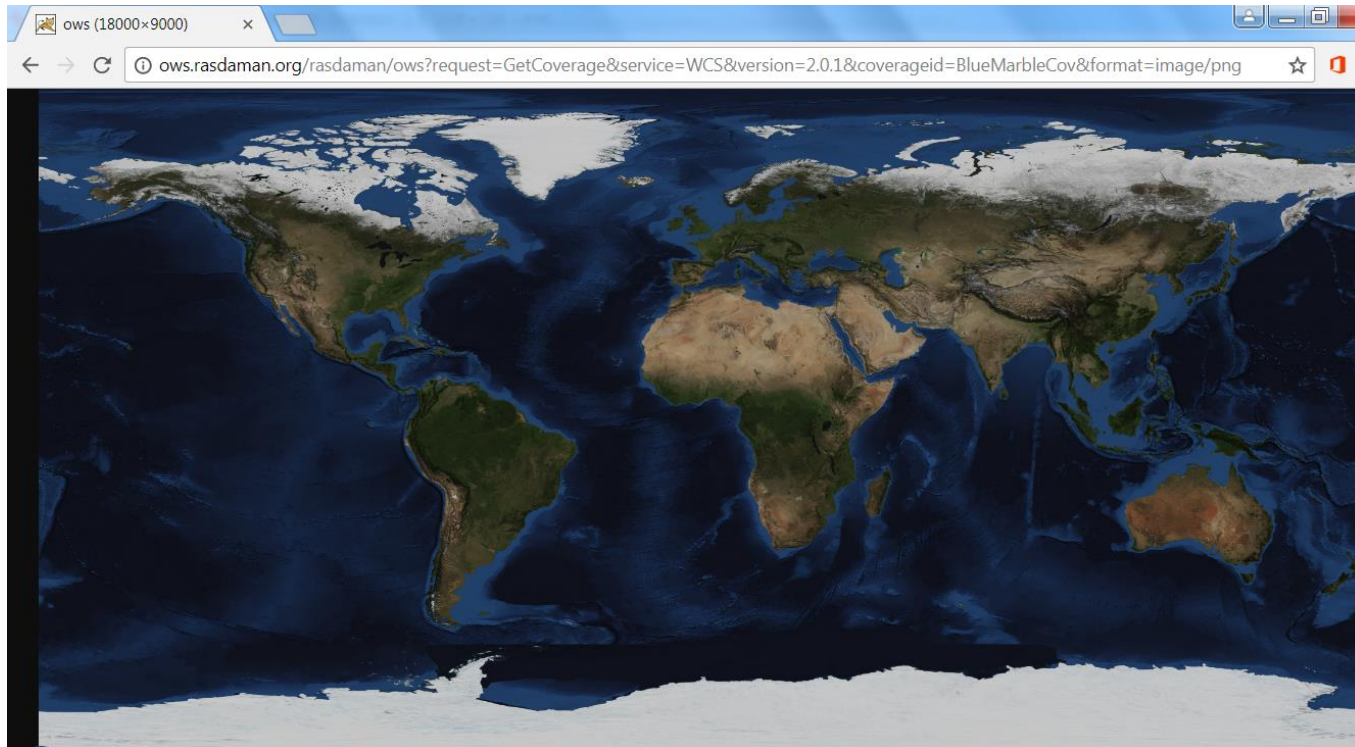 ows (18000×9000)
ows.rasdaman.org/rasdaman/ows?request=GetCoverage&service=WCS&version=2.0.1&coverageid=BlueMarbleCov&format=image/png